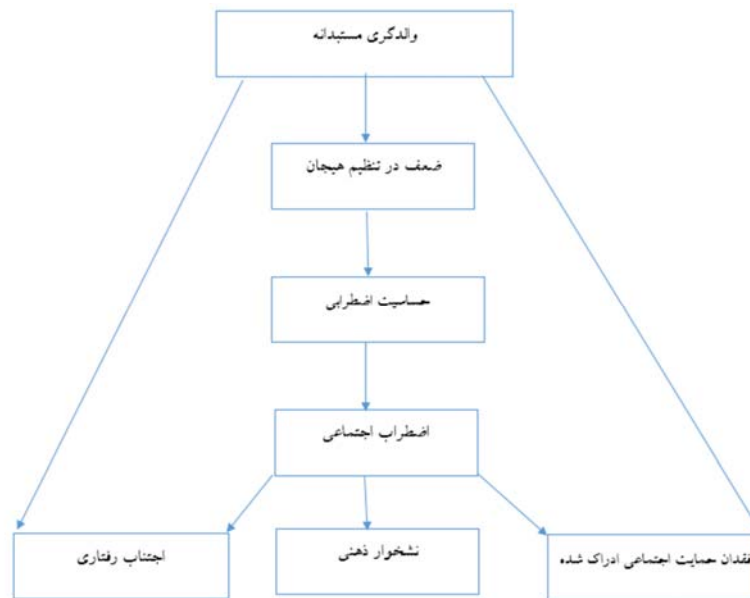 والدگری مستبدانه
ضعف در تنظیم هیجان
حساسیت اضطرابی
اضطراب اجتماعی
اجتناب رفتاری
نشخوار ذهنی
فقدان حمایت اجتماعی ادراک شده